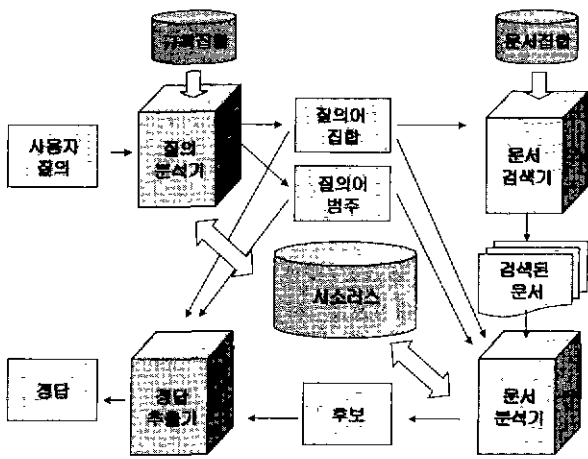 규칙집합
문서집합
사용자
질의
질의
분석기
질의어
집합
질의어
범주
문서
검색기
시소러스
검색된
문서
정답
정답
추출기
후보
문서
분석기